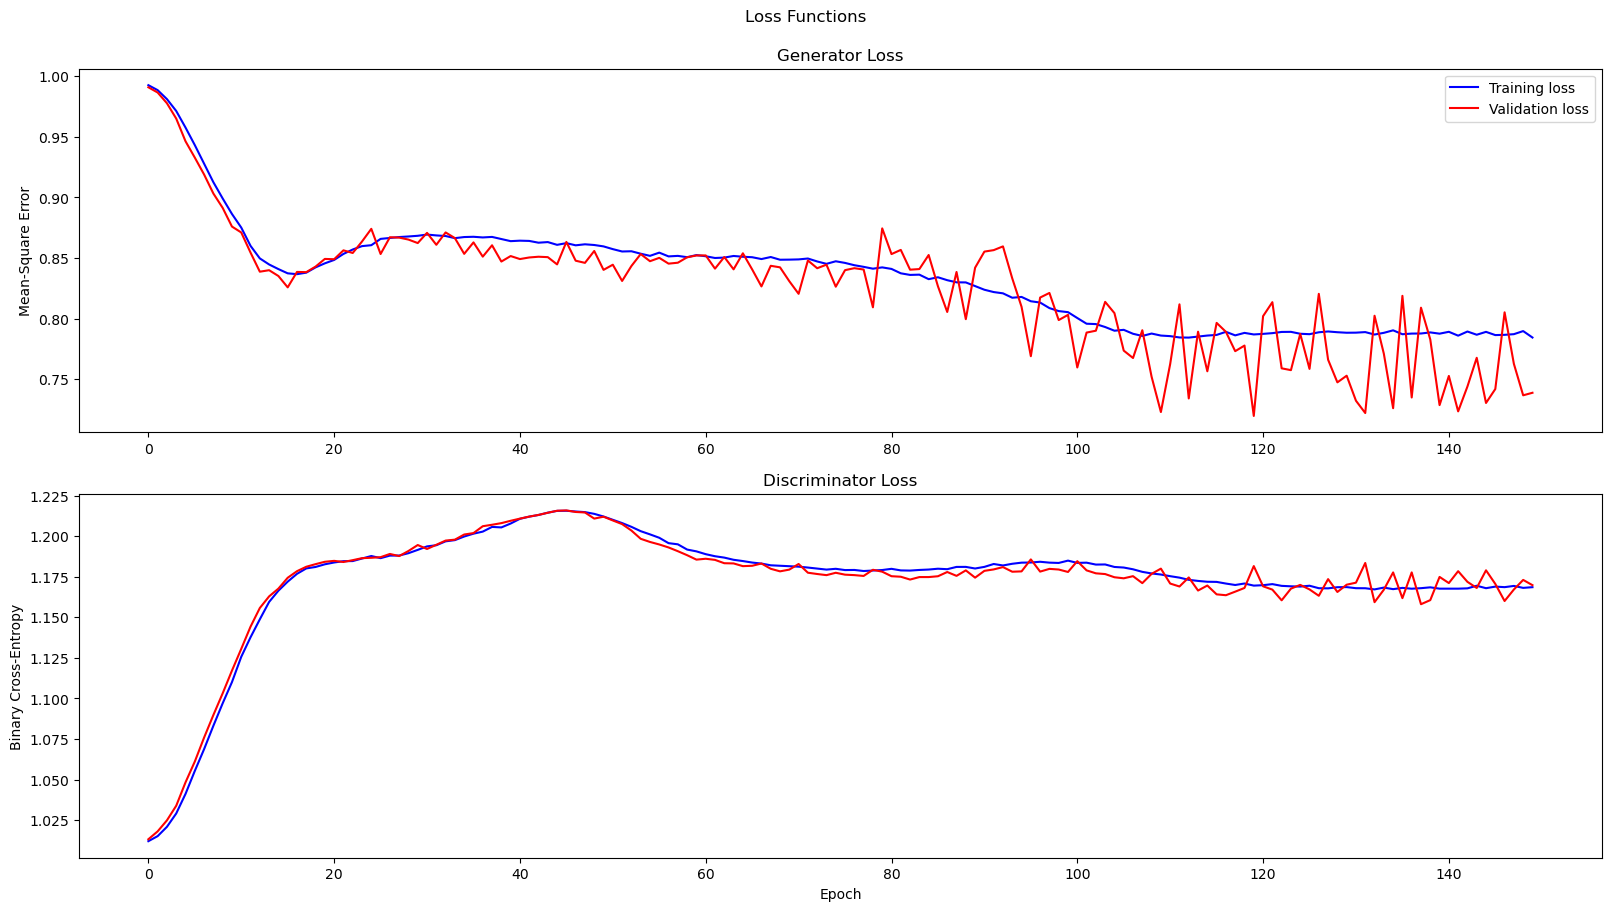 Loss Functions
Generator Loss
1.00
0.95
0.90
0.85
0.80
0.75
Mean-Square Error
Training loss
Validation loss
0 20 40 60 80 100 120 140
Discriminator Loss
1.225
1.200
1.175
1.150
1.125
1.100
1.075
1.050
1.025
Binary Cross-Entropy
0 20 40 60 80 100 120 140
Epoch